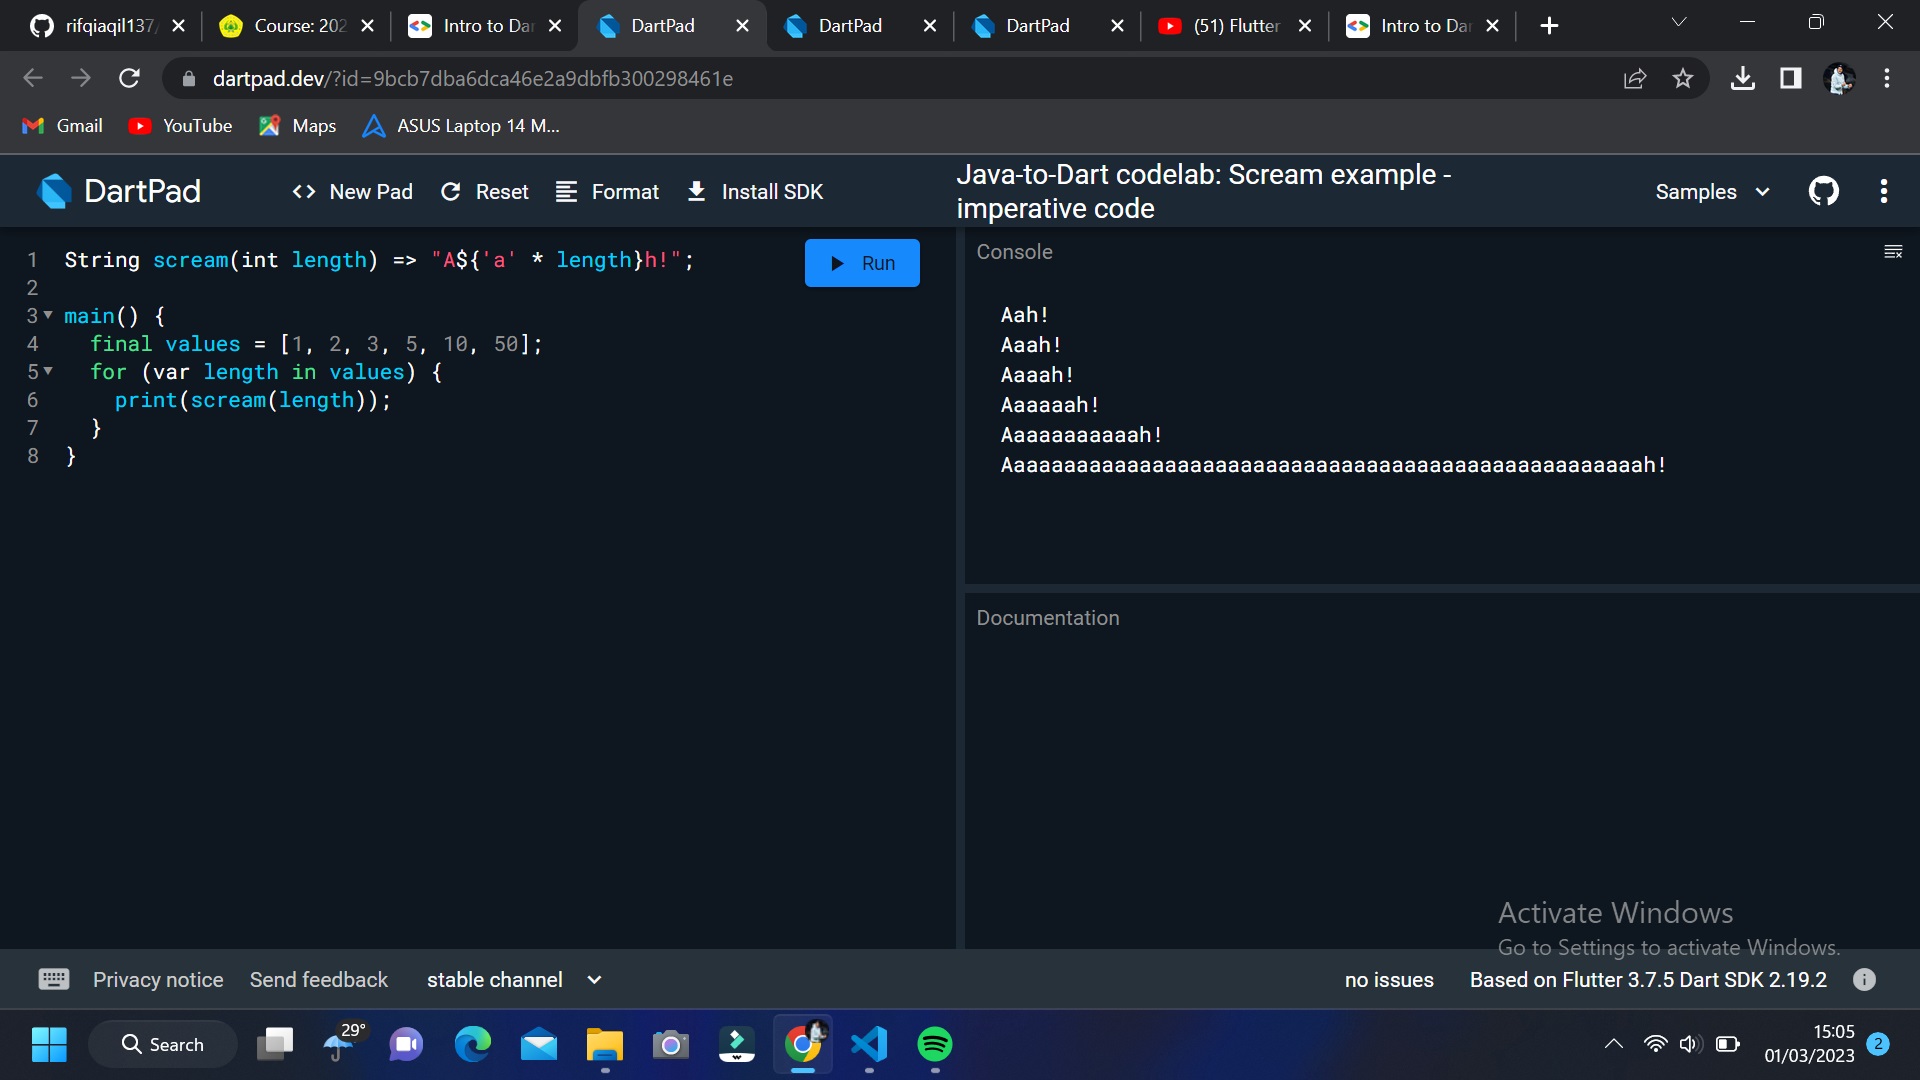 rifqiaqil137/
Course: 202
Intro to Dar
DartPad
DartPad
DartPad
(51) Flutter
Intro to Dar
dartpad.dev/?id=9bcb7dba6dca46e2a9dbfb300298461e
Gmail
YouTube
Maps
ASUS Laptop 14 M...
DartPad
<> New Pad
Reset
Format
Install SDK
Java-to-Dart codelab: Scream example -
imperative code
Samples
1 String scream(int length) => "A${'a' * length}h!";
2
3 main() {
4   final values = [1, 2, 3, 5, 10, 50];
5   for (var length in values) {
6     print(scream(length));
7   }
8 }
Run
Console
Aah!
Aaah!
Aaaah!
Aaaaaah!
Aaaaaaaaaaah!
Aaaaaaaaaaaaaaaaaaaaaaaaaaaaaaaaaaaaaaaaaaaaaaaaaaah!
Documentation
Activate Windows
Go to Settings to activate Windows.
Privacy notice
Send feedback
stable channel
no issues
Based on Flutter 3.7.5 Dart SDK 2.19.2
Search
29°
15:05
01/03/2023
2